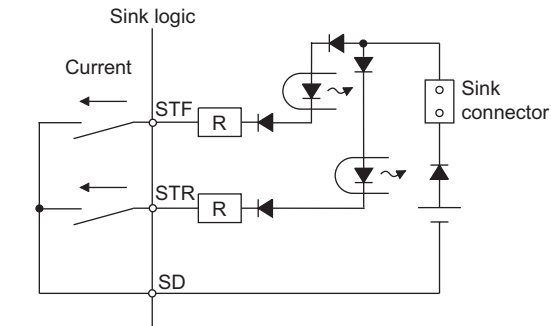 Sink logic
Current
STF
R
Sink
connector
STR
R
SD